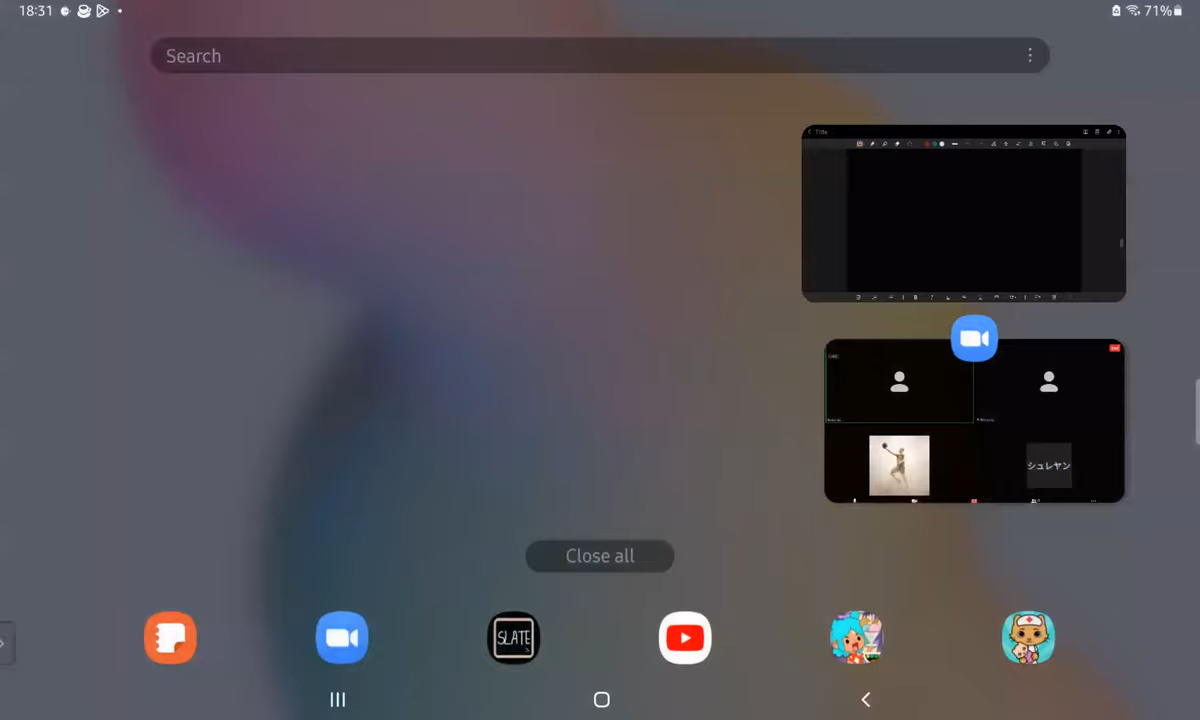 18:31
71%
Search
Title
シュレヤン
Close all
SLATE